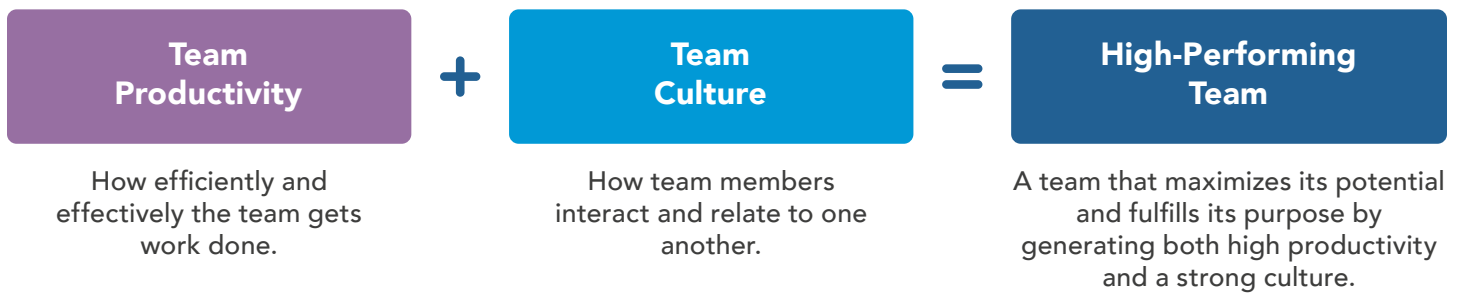 Team
Productivity
+
Team
Culture
=
High-Performing
Team
How efficiently and
effectively the team gets
work done.
How team members
interact and relate to one
another.
A team that maximizes its potential
and fulfills its purpose by
generating both high productivity
and a strong culture.